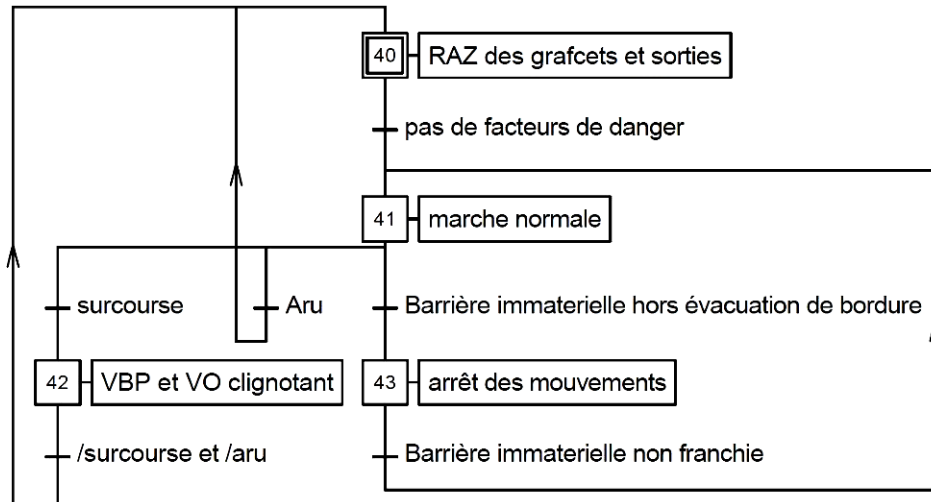 40 RAZ des grafcets et sorties
pas de facteurs de danger
41 marche normale
surcourse Aru Barrière immaterielle hors évacuation de bordure
42 VBP et VO clignotant 43 arrêt des mouvements
/surcourse et /aru Barrière immaterielle non franchie